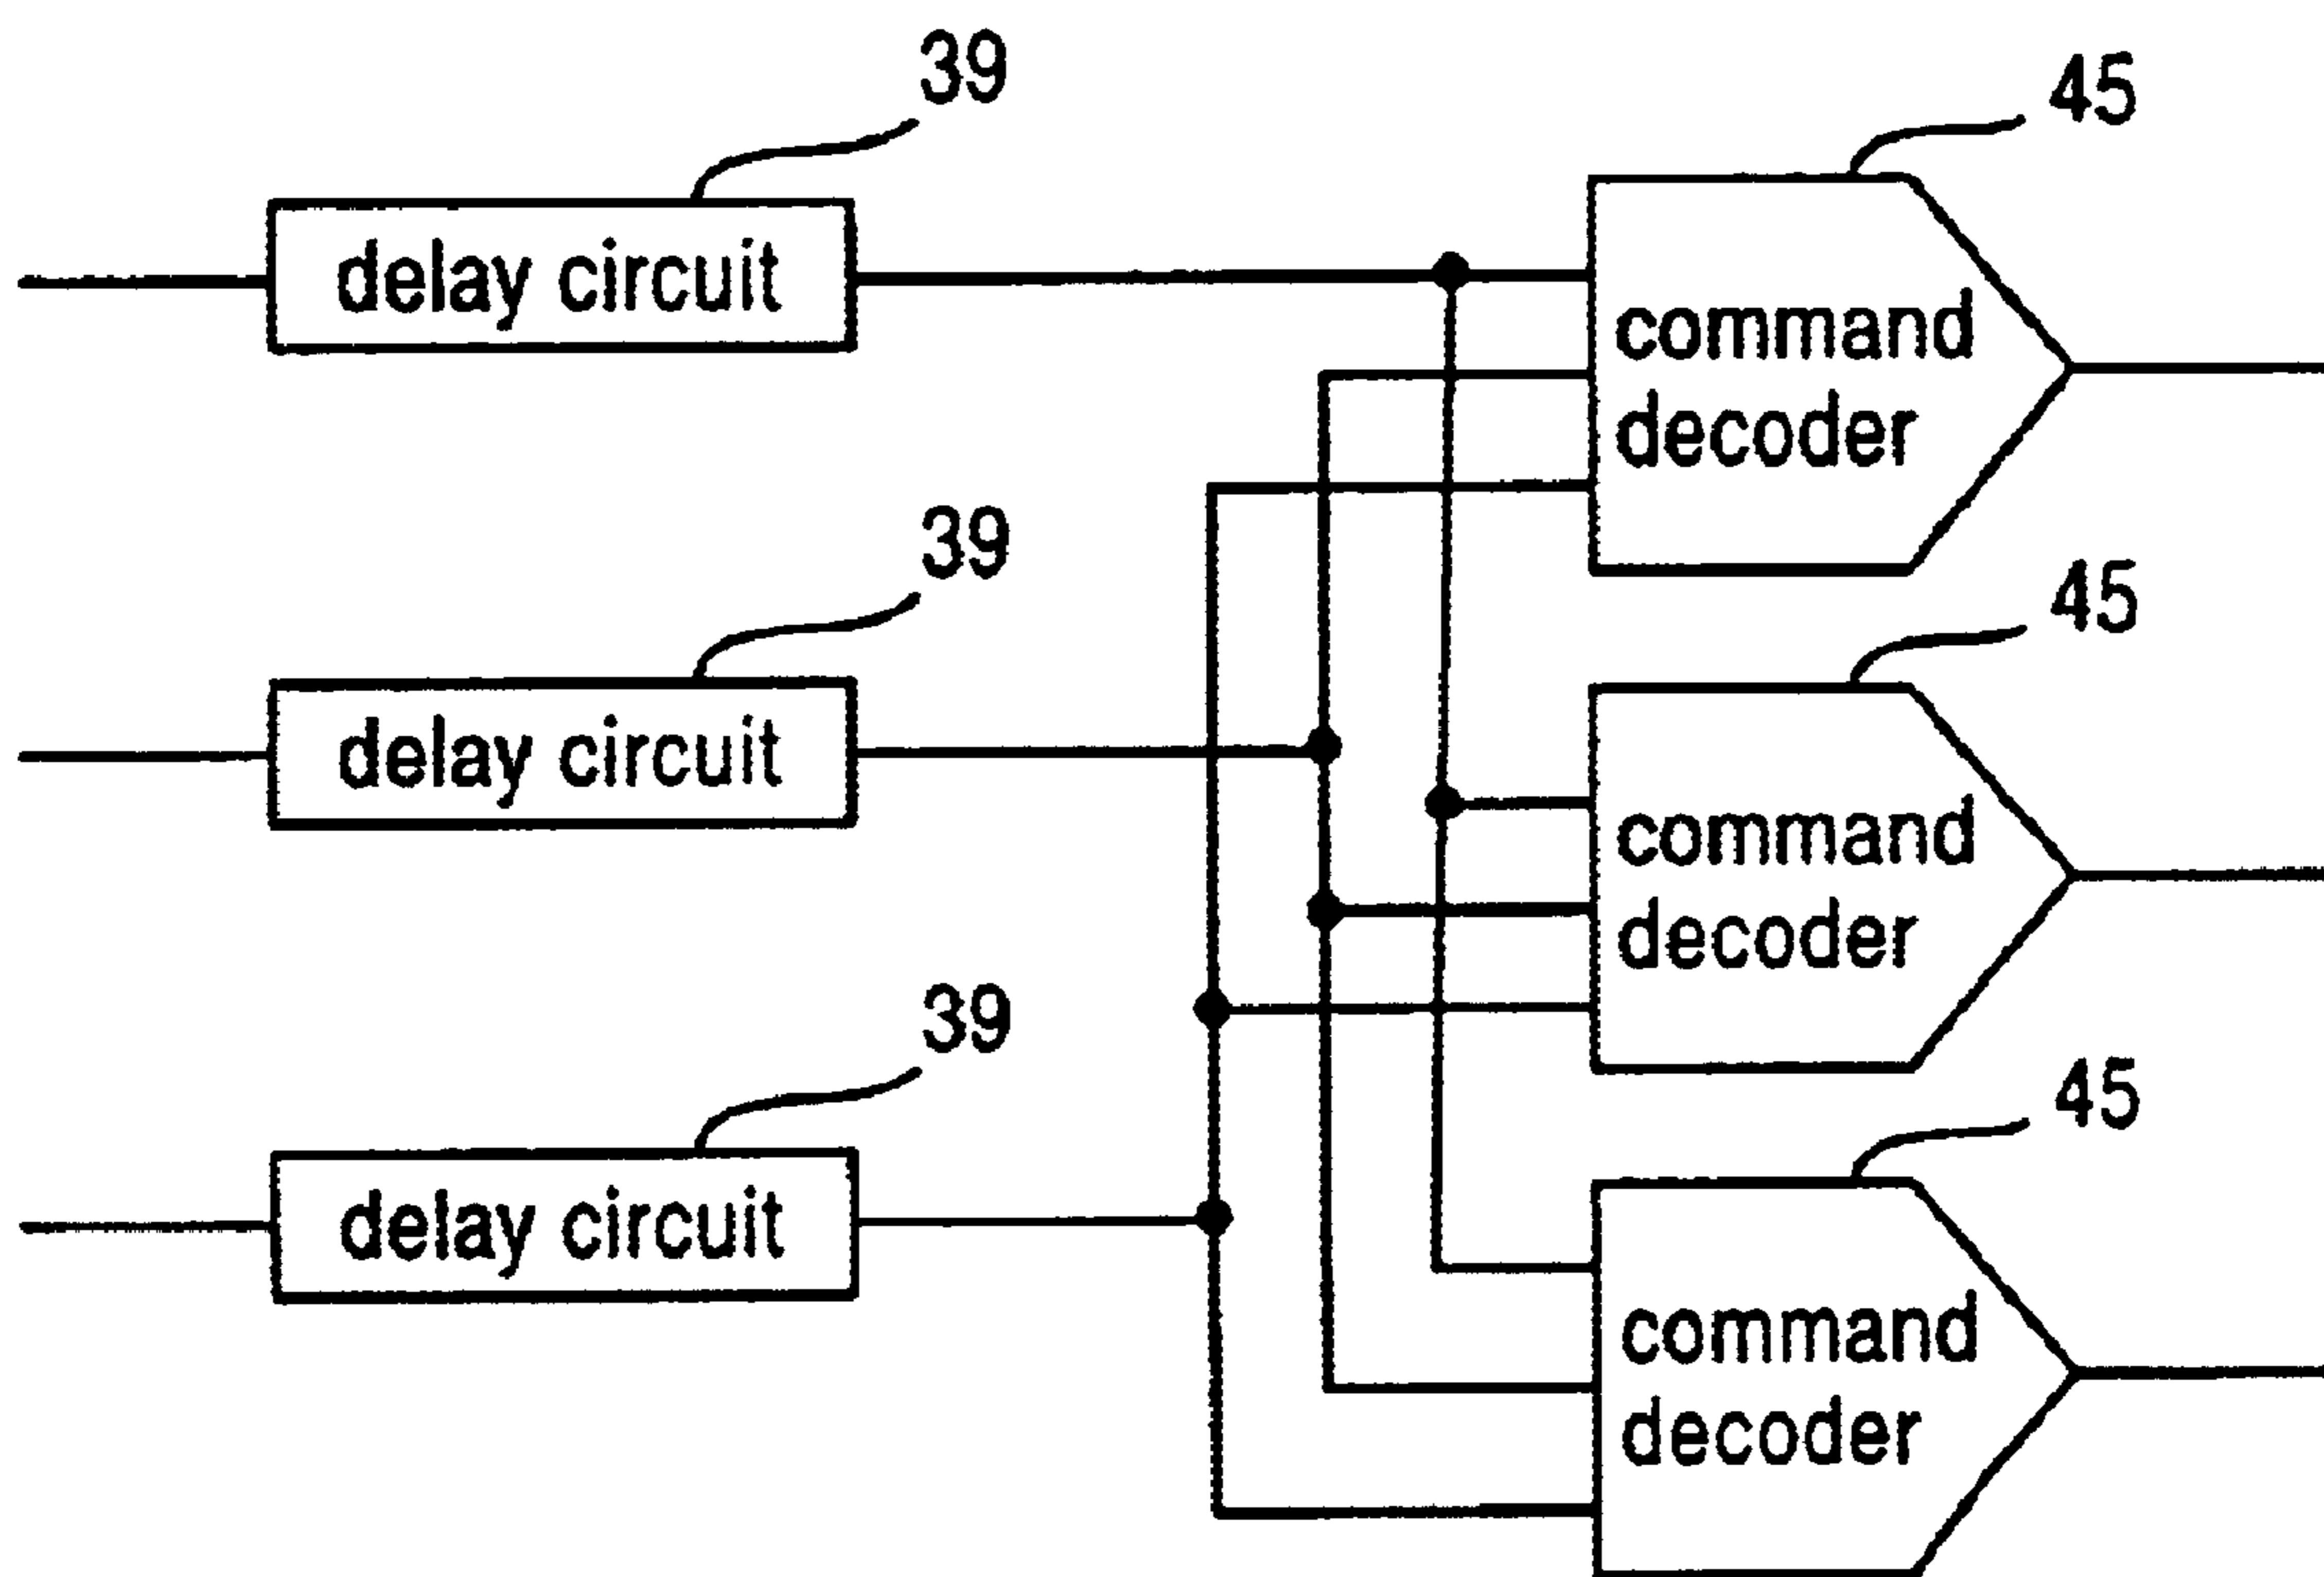 39
45
delay circuit
command
decoder
39
45
delay circuit
command
decoder
39
45
delay circuit
command
decoder